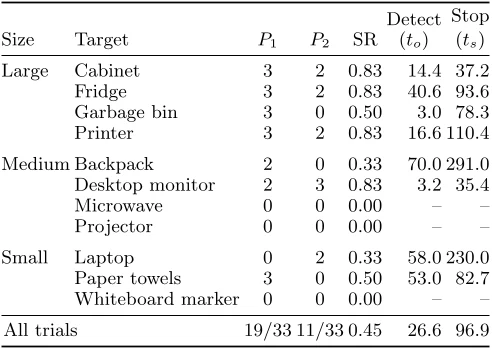 Size Target P1 P2 SR Detect (to) Stop (ts)
Large Cabinet 3 2 0.83 14.4 37.2
Fridge 3 2 0.83 40.6 93.6
Garbage bin 3 0 0.50 3.0 78.3
Printer 3 2 0.83 16.6 110.4
Medium Backpack 2 0 0.33 70.0 291.0
Desktop monitor 2 3 0.83 3.2 35.4
Microwave 0 0 0.00 – –
Projector 0 0 0.00 – –
Small Laptop 0 2 0.33 58.0 230.0
Paper towels 3 0 0.50 53.0 82.7
Whiteboard marker 0 0 0.00 – –
All trials 19/33 11/33 0.45 26.6 96.9